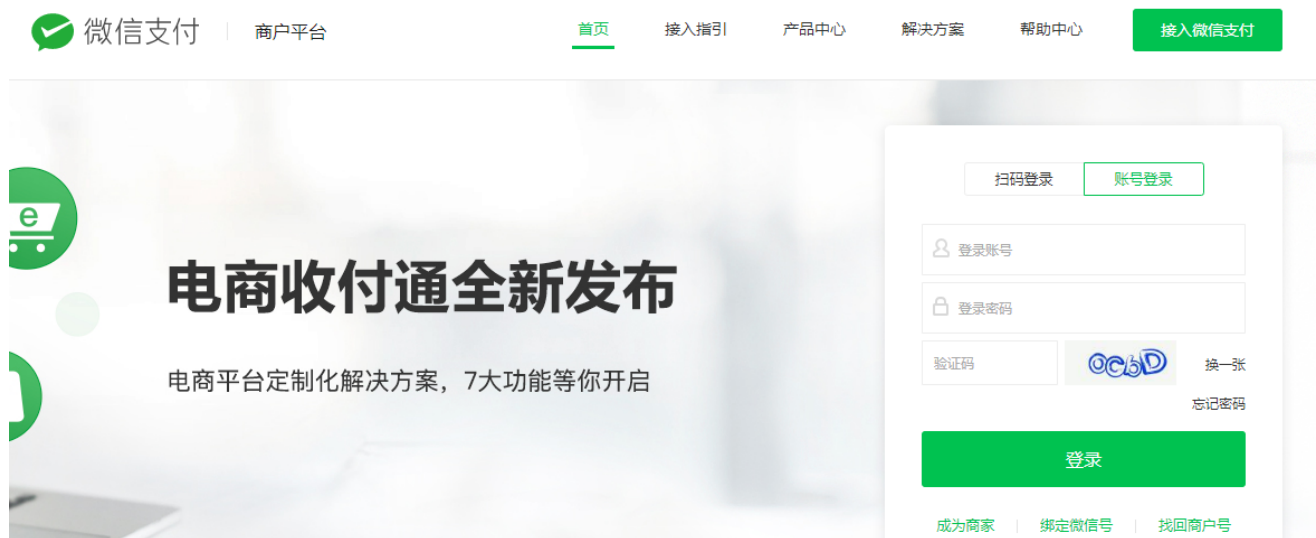 微信支付 商户平台 首页 接入指引 产品中心 解决方案 帮助中心 接入微信支付
扫码登录 账号登录
e
登录账号
电商收付通全新发布
登录密码
验证码 ocbD 换一张
电商平台定制化解决方案，7大功能等你开启
忘记密码
登录
成为商家 绑定微信号 找回商户号